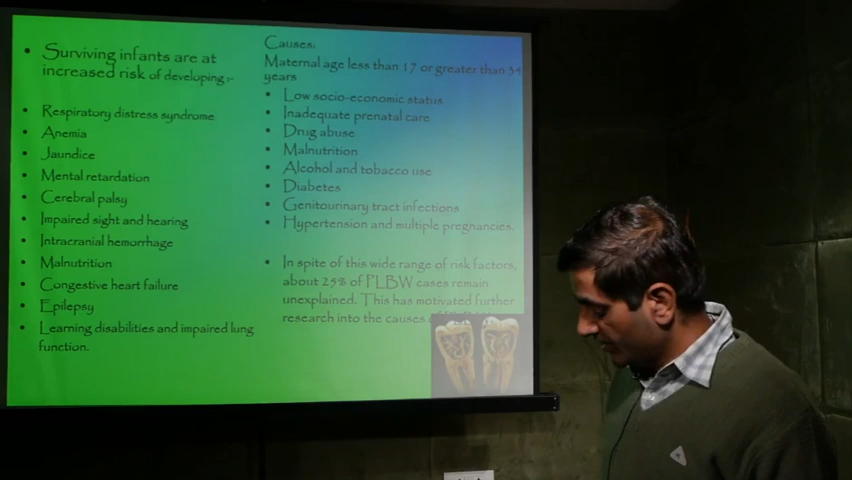 • Surviving infants are at
increased risk of developing :-
• Respiratory distress syndrome
• Anemia
• Jaundice
• Mental retardation
• Cerebral palsy
• Impaired sight and hearing
• Intracranial hemorrhage
• Malnutrition
• Congestive heart failure
• Epilepsy
• Learning disabilities and impaired lung
function.
Causes:
Maternal age less than 17 or greater than 34
years
• Low socio-economic status
• Inadequate prenatal care
• Drug abuse
• Malnutrition
• Alcohol and tobacco use
• Diabetes
• Genitourinary tract infections
• Hypertension and multiple pregnancies.
• In spite of this wide range of risk factors,
about 25% of PLBW cases remain
unexplained. This has motivated further
research into the causes